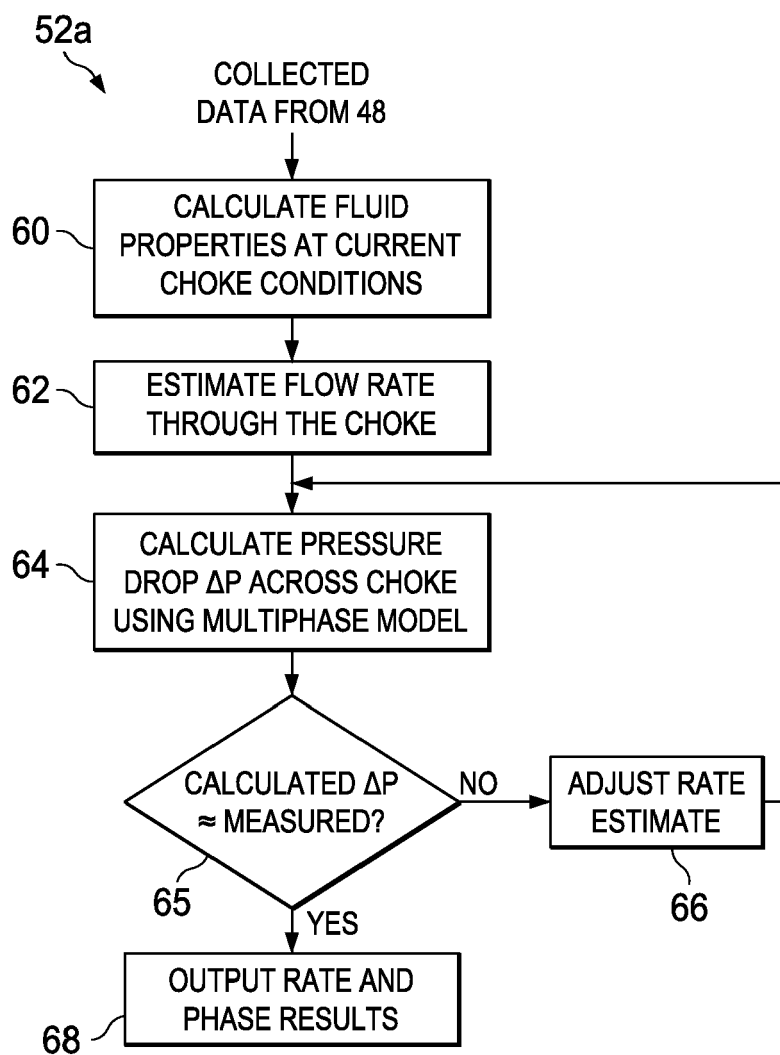 52a
COLLECTED
DATA FROM 48
60
CALCULATE FLUID
PROPERTIES AT CURRENT
CHOKE CONDITIONS
62
ESTIMATE FLOW RATE
THROUGH THE CHOKE
64
CALCULATE PRESSURE
DROP ΔP ACROSS CHOKE
USING MULTIPHASE MODEL
CALCULATED ΔP
≈ MEASURED?
65
NO
ADJUST RATE
ESTIMATE
66
YES
OUTPUT RATE AND
PHASE RESULTS
68